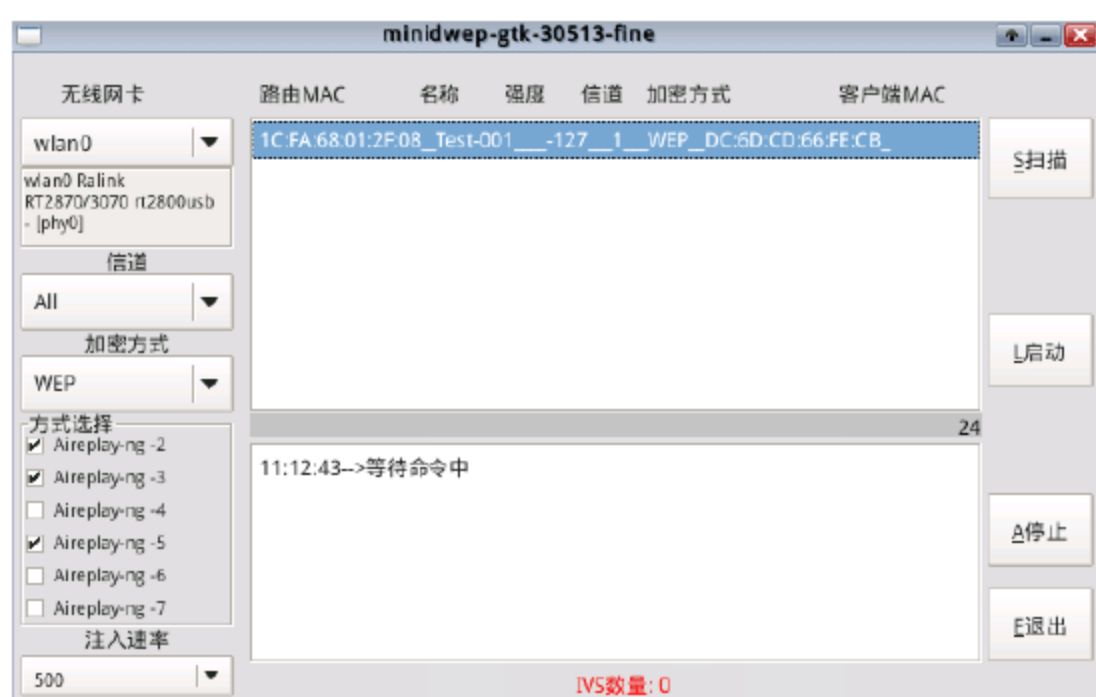 minidwep-gtk-30513-fine
无线网卡
路由MAC 名称 强度 信道 加密方式 客户端MAC
wlan0
1C:FA:68:01:2F:08__Test-001___-127__1__WEP__DC:6D:CD:66:FE:CB_
S扫描
wlan0 Ralink
RT2870/3070 rt2800usb
- [phy0]
信道
All
加密方式
L启动
WEP
方式选择
24
Aireplay-ng -2
11:12:43-->等待命令中
Aireplay-ng -3
Aireplay-ng -4
Aireplay-ng -5
A停止
Aireplay-ng -6
Aireplay-ng -7
E退出
注入速率
500
IVS数量: 0